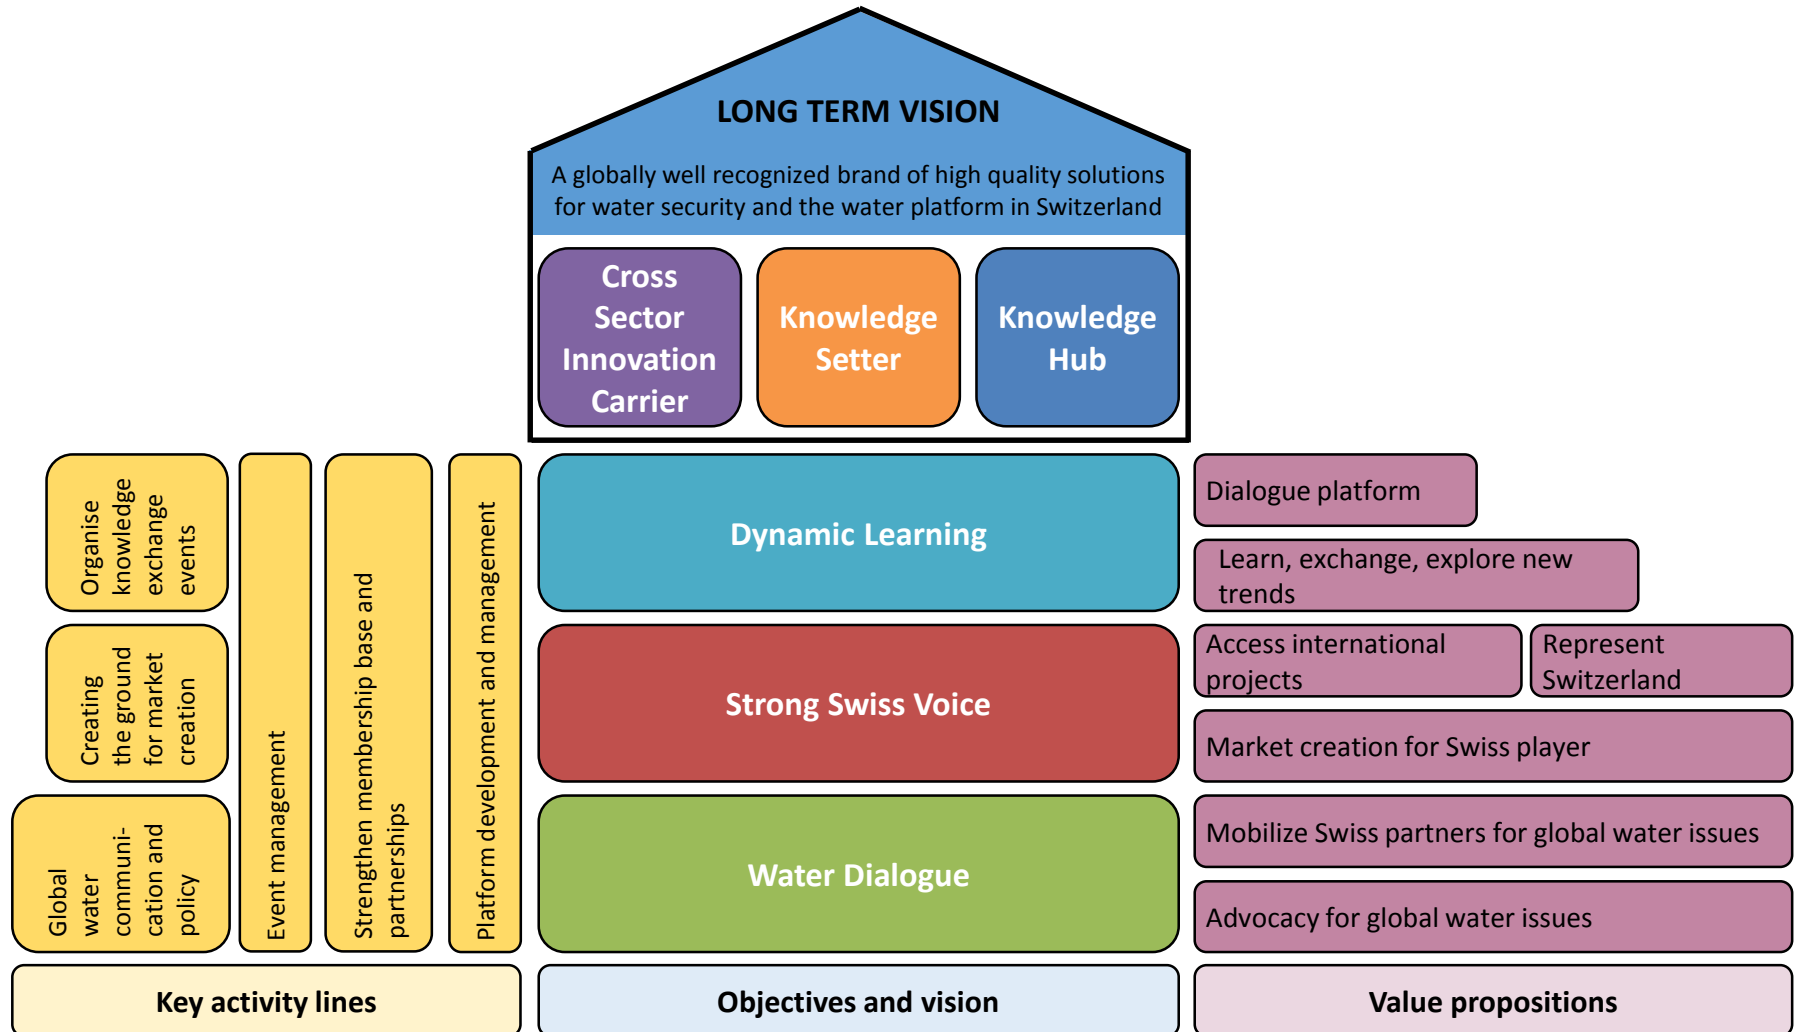 LONG TERM VISION
A globally well recognized brand of high quality solutions
for water security and the water platform in Switzerland
Cross
Sector
Innovation
Carrier
Knowledge
Setter
Knowledge
Hub
Organise
knowledge
exchange
events
Creating
the ground
for market
creation
Global
water
communi-
cation and
policy
Event management
Strengthen membership base and
partnerships
Platform development and management
Dynamic Learning
Strong Swiss Voice
Water Dialogue
Dialogue platform
Learn, exchange, explore new
trends
Access international
projects
Represent
Switzerland
Market creation for Swiss player
Mobilize Swiss partners for global water issues
Advocacy for global water issues
Key activity lines
Objectives and vision
Value propositions